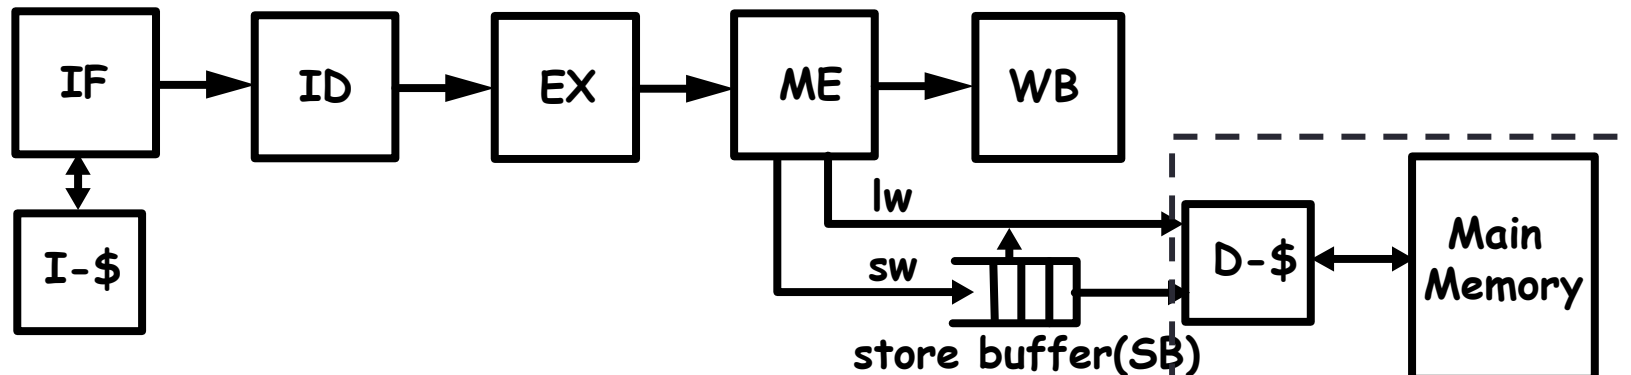 IF
ID
EX
ME
WB
lw
I-$
sw
D-$
Main
Memory
store buffer(SB)